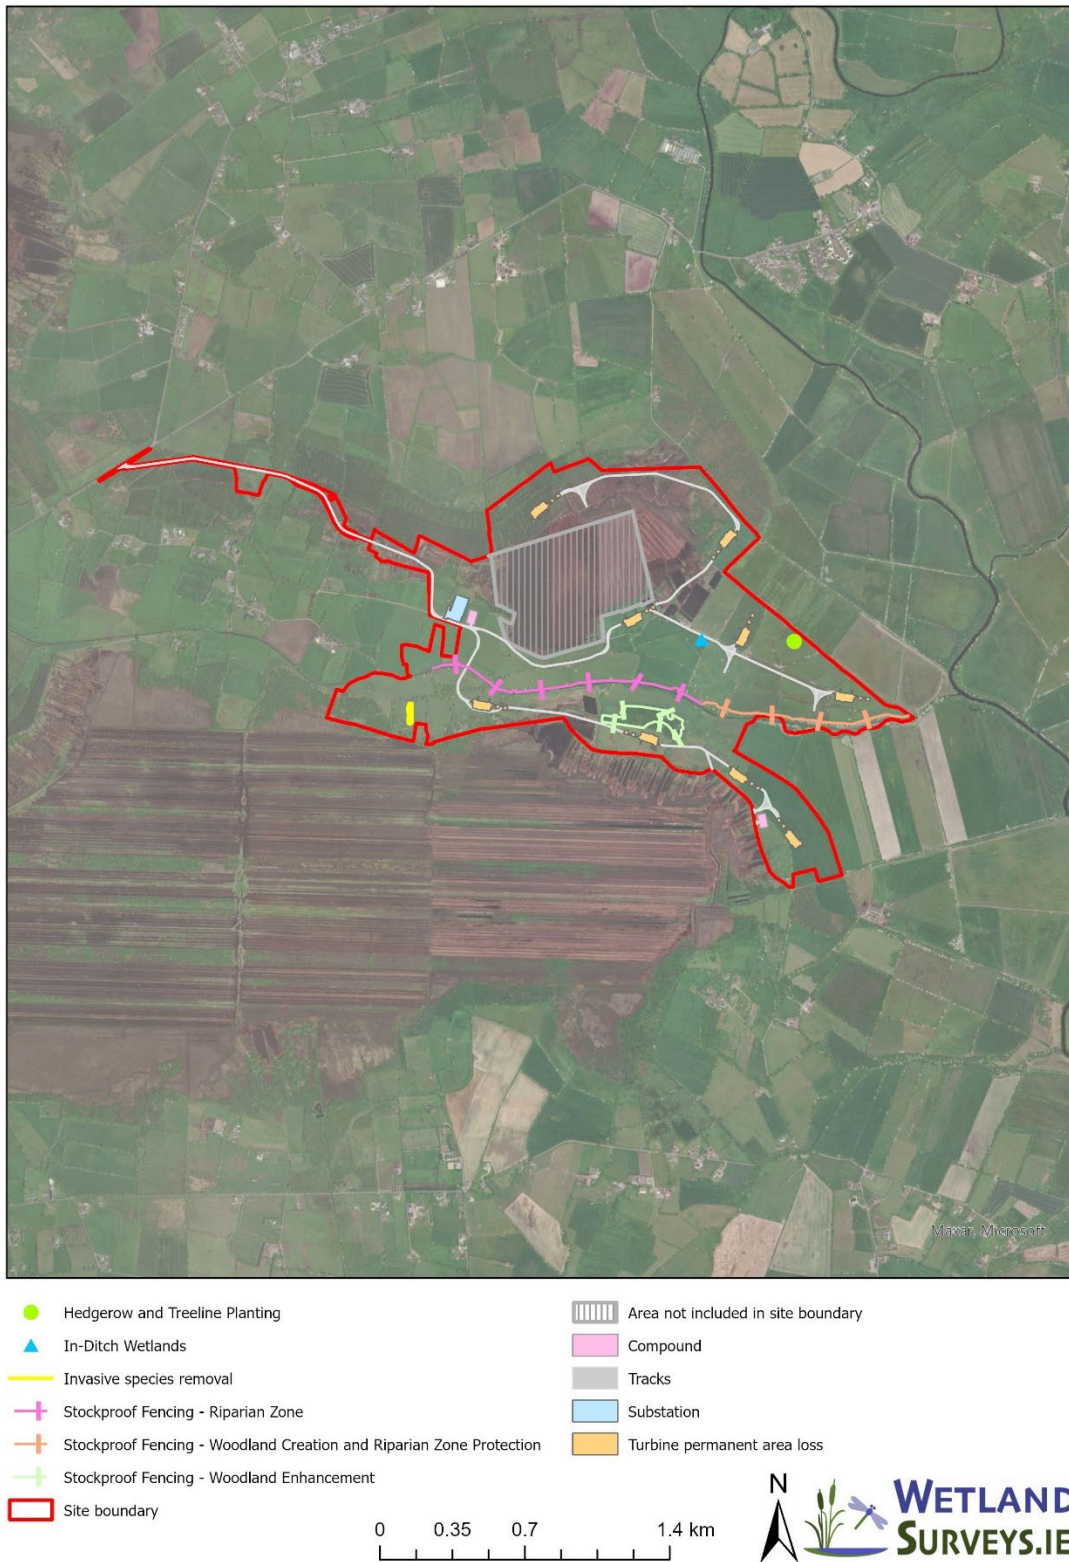 Maxar, Microsoft
Hedgerow and Treeline Planting
In-Ditch Wetlands
Invasive species removal
Stockproof Fencing - Riparian Zone
Stockproof Fencing - Woodland Creation and Riparian Zone Protection
Stockproof Fencing - Woodland Enhancement
Site boundary
Area not included in site boundary
Compound
Tracks
Substation
Turbine permanent area loss
0 0.35 0.7 1.4 km
N
WETLAND
SURVEYS.IE